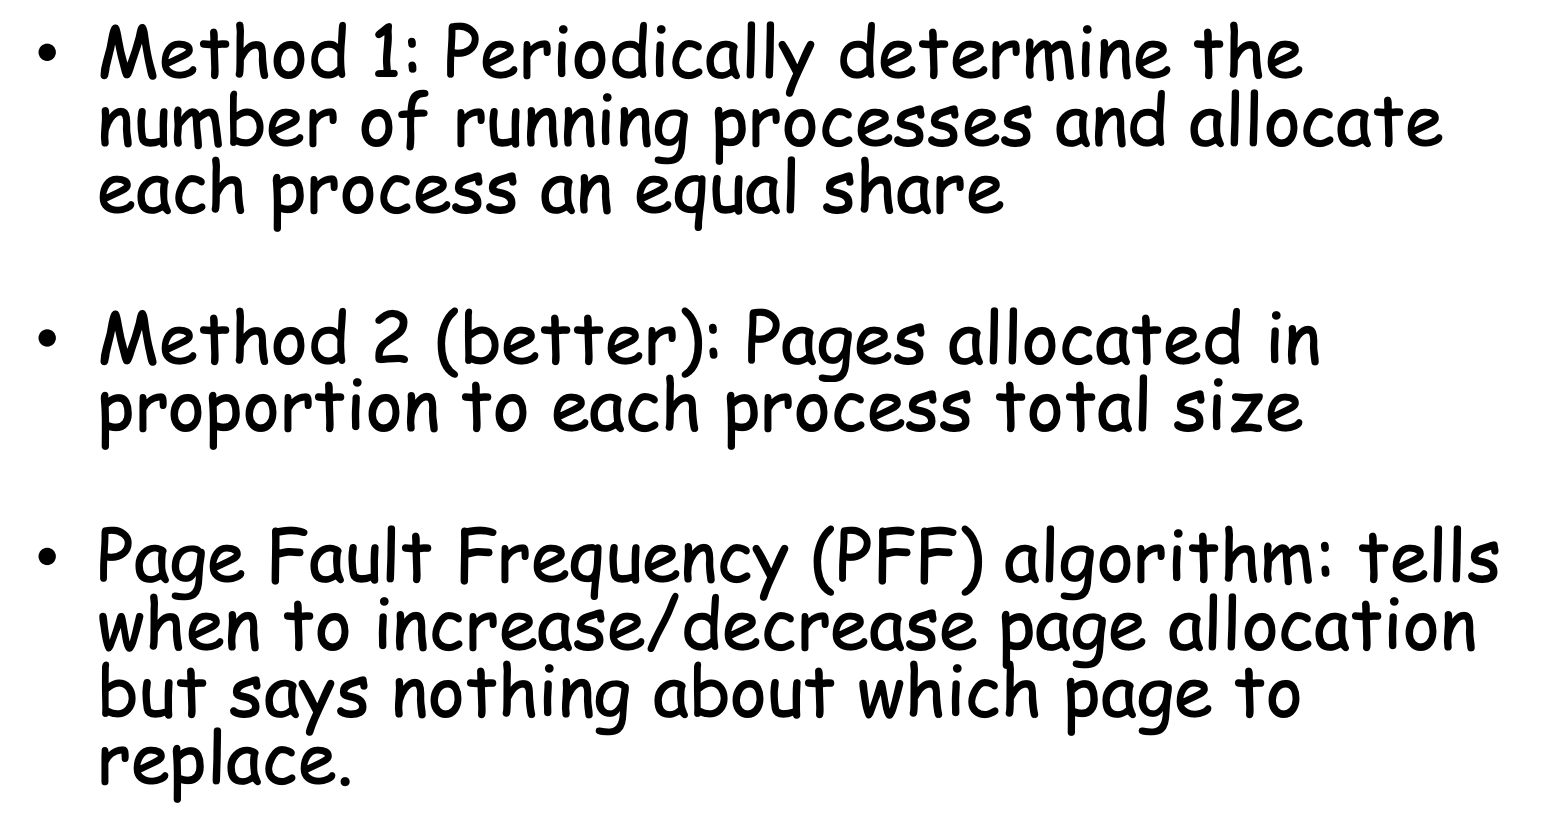 • Method 1: Periodically determine the
number of running processes and allocate
each process an equal share
• Method 2 (better): Pages allocated in
proportion to each process total size
• Page Fault Frequency (PFF) algorithm: tells
when to increase/decrease page allocation
but says nothing about which page to
replace.